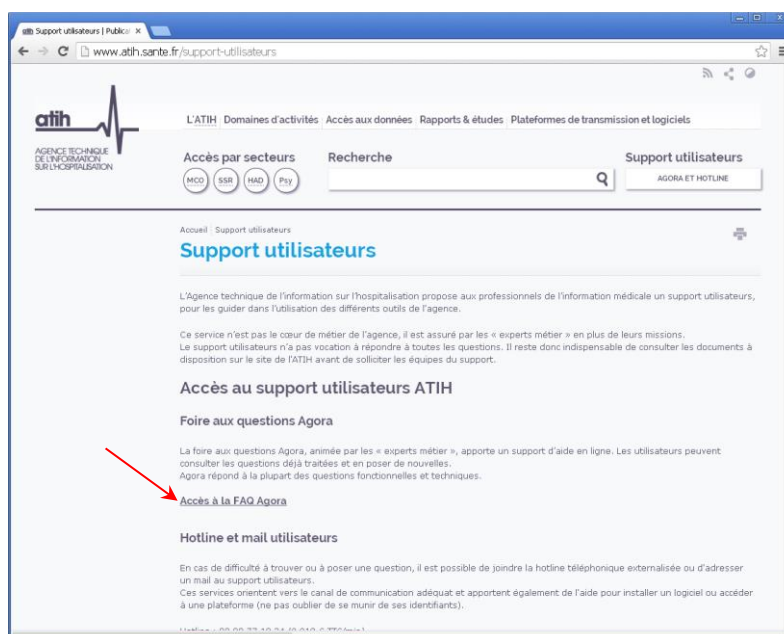 Support utilisateurs | Public
www.atih.sante.fr/support-utilisateurs
atih
AGENCE TECHNIQUE
DE L'INFORMATION
SUR L'HOSPITALISATION
L'ATIH Domaines d'activités Accès aux données Rapports & études Plateformes de transmission et logiciels
Accès par secteurs Recherche Support utilisateurs
MCO SSR HAD Psy AGORA ET HOTLINE
Accueil Support utilisateurs
Support utilisateurs
L'Agence technique de l'information sur l'hospitalisation propose aux professionnels de l'information médicale un support utilisateurs,
pour les guider dans l'utilisation des différents outils de l'agence.
Ce service n'est pas le cœur de métier de l'agence, il est assuré par les « experts métier » en plus de leurs missions.
Le support utilisateurs n'a pas vocation à répondre à toutes les questions. Il reste donc indispensable de consulter les documents à
disposition sur le site de l'ATIH avant de solliciter les équipes du support.
Accès au support utilisateurs ATIH
Foire aux questions Agora
La foire aux questions Agora, animée par les « experts métier », apporte un support d'aide en ligne. Les utilisateurs peuvent
consulter les questions déjà traitées et en poser de nouvelles.
Agora répond à la plupart des questions fonctionnelles et techniques.
Accès à la FAQ Agora
Hotline et mail utilisateurs
En cas de difficulté à trouver ou à poser une question, il est possible de joindre la hotline téléphonique externalisée ou d'adresser
un mail au support utilisateurs.
Ces services orientent vers le canal de communication adéquat et apportent également de l'aide pour installer un logiciel ou accéder
à une plateforme (ne pas oublier de se munir de ses identifiants).